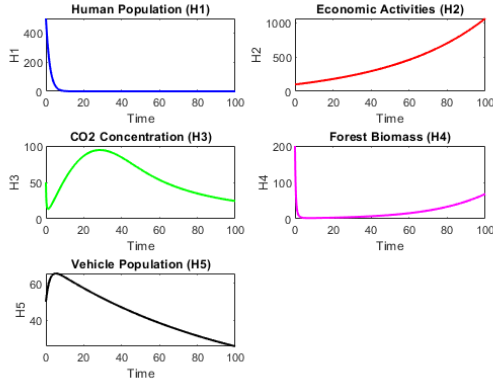 Human Population (H1)
H1
400
200
0
0 20 40 60 80 100
Time
Economic Activities (H2)
H2
1000
500
0
0 20 40 60 80 100
Time
CO2 Concentration (H3)
H3
100
50
0
0 20 40 60 80 100
Time
Forest Biomass (H4)
H4
200
100
0
0 20 40 60 80 100
Time
Vehicle Population (H5)
H5
60
40
0 20 40 60 80 100
Time